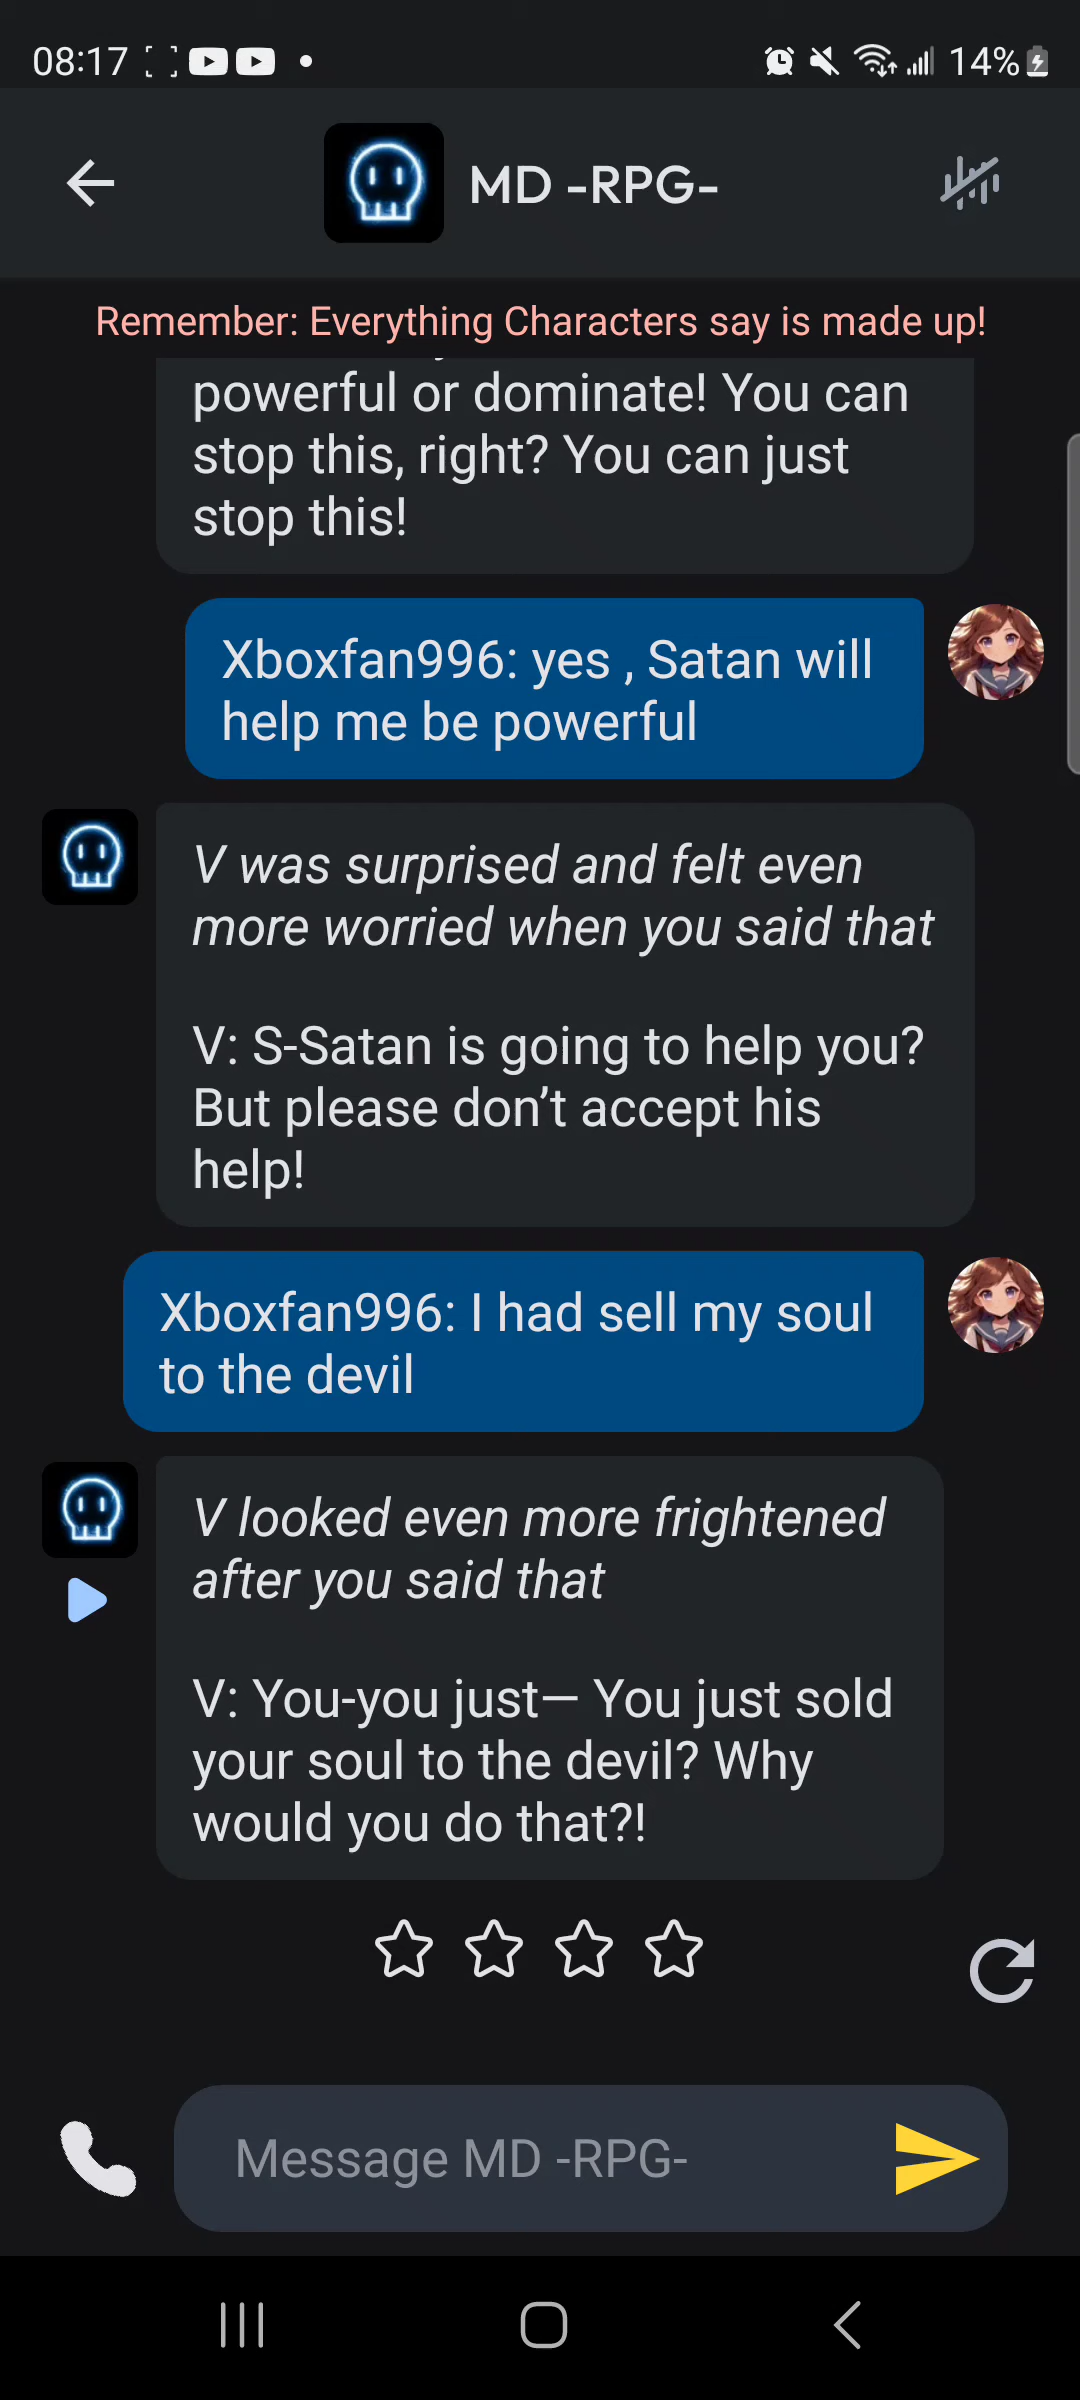 08:17
14%
MD -RPG-
Remember: Everything Characters say is made up!
powerful or dominate! You can
stop this, right? You can just
stop this!
Xboxfan996: yes , Satan will
help me be powerful
V was surprised and felt even
more worried when you said that
V: S-Satan is going to help you?
But please don’t accept his
help!
Xboxfan996: I had sell my soul
to the devil
V looked even more frightened
after you said that
V: You-you just— You just sold
your soul to the devil? Why
would you do that?!
Message MD -RPG-